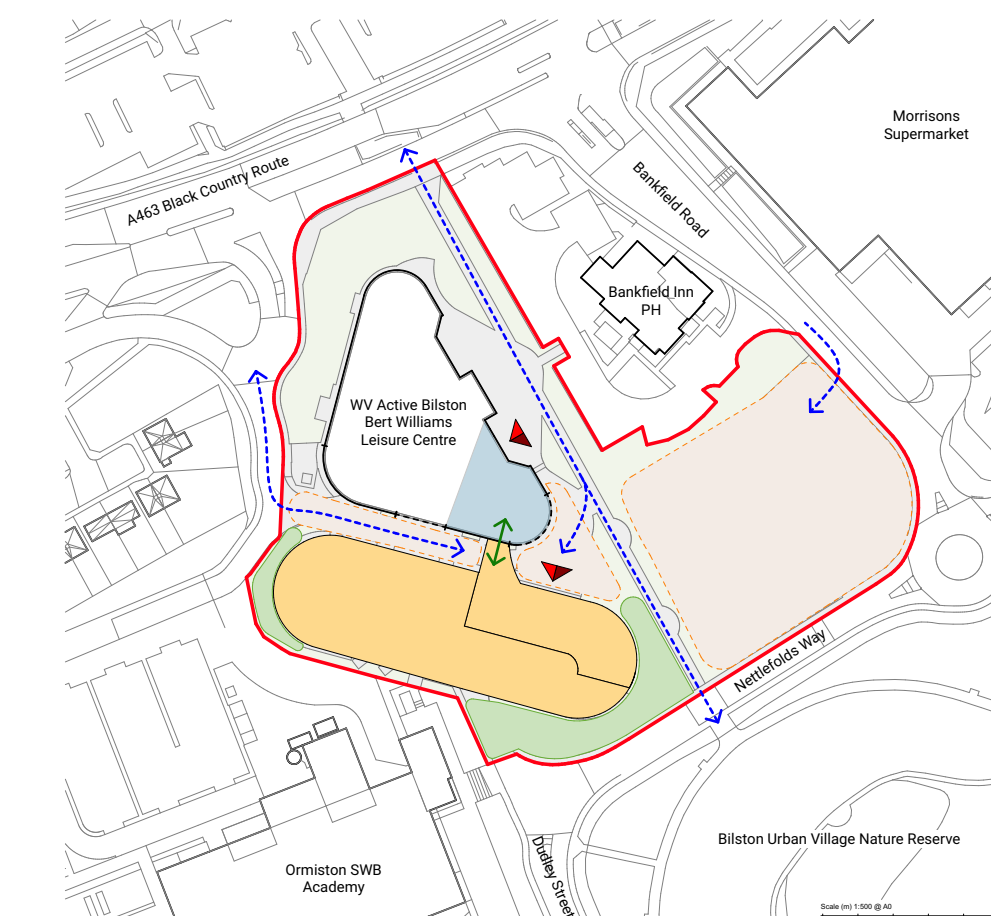 Morrisons
Supermarket
A463 Black Country Route
Bankfield Road
Bankfield Inn
PH
WV Active Bilston
Bert Williams
Leisure Centre
Nettlefolds Way
Bilston Urban Village Nature Reserve
Ormiston SWB
Academy
Dudley Street
Scale (m) 1:500 @ A0